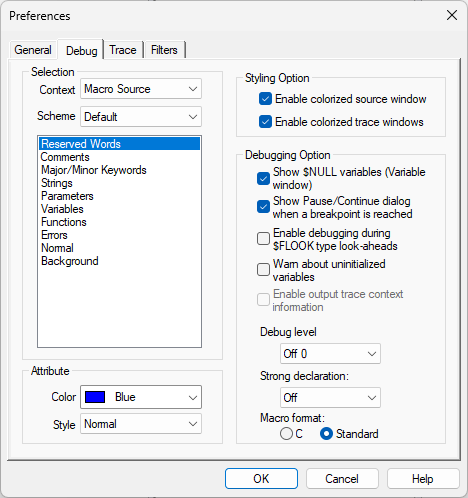 Preferences
General
Debug
Trace
Filters
Selection
Context
Macro Source
Scheme
Default
Reserved Words
Comments
Major/Minor Keywords
Strings
Parameters
Variables
Functions
Errors
Normal
Background
Attribute
Color
Blue
Style
Normal
Styling Option
Enable colorized source window
Enable colorized trace windows
Debugging Option
Show $NULL variables (Variable
window)
Show Pause/Continue dialog
when a breakpoint is reached
Enable debugging during
$FLOOK type look-aheads
Warn about uninitialized
variables
Enable output trace context
information
Debug level
Off 0
Strong declaration:
Off
Macro format:
C
Standard
OK
Cancel
Help